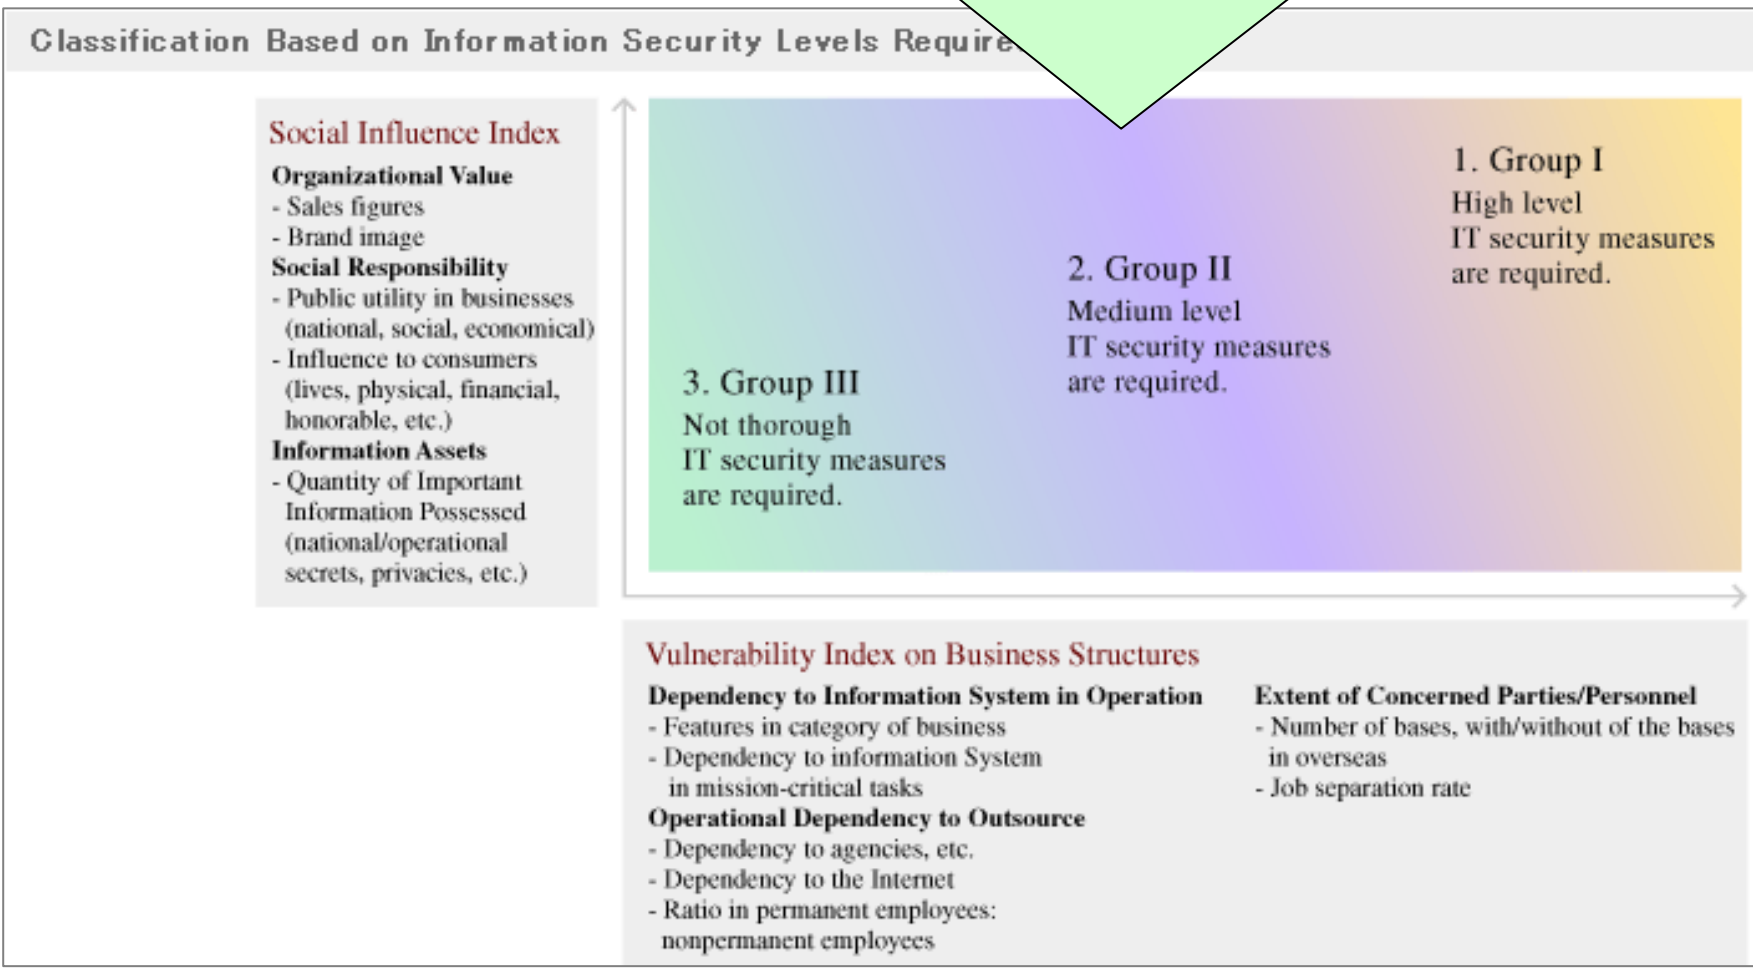 Classification Based on Information Security Levels Require
Social Influence Index
Organizational Value
- Sales figures
- Brand image
Social Responsibility
- Public utility in businesses
(national, social, economical)
- Influence to consumers
(lives, physical, financial,
honorable, etc.)
Information Assets
- Quantity of Important
Information Possessed
(national/operational
secrets, privacies, etc.)
1. Group I
High level
IT security measures
are required.
2. Group II
Medium level
IT security measures
are required.
3. Group III
Not thorough
IT security measures
are required.
Vulnerability Index on Business Structures
Dependency to Information System in Operation
- Features in category of business
- Dependency to information System
in mission-critical tasks
Operational Dependency to Outsource
- Dependency to agencies, etc.
- Dependency to the Internet
- Ratio in permanent employees:
nonpermanent employees
Extent of Concerned Parties/Personnel
- Number of bases, with/without of the bases
in overseas
- Job separation rate